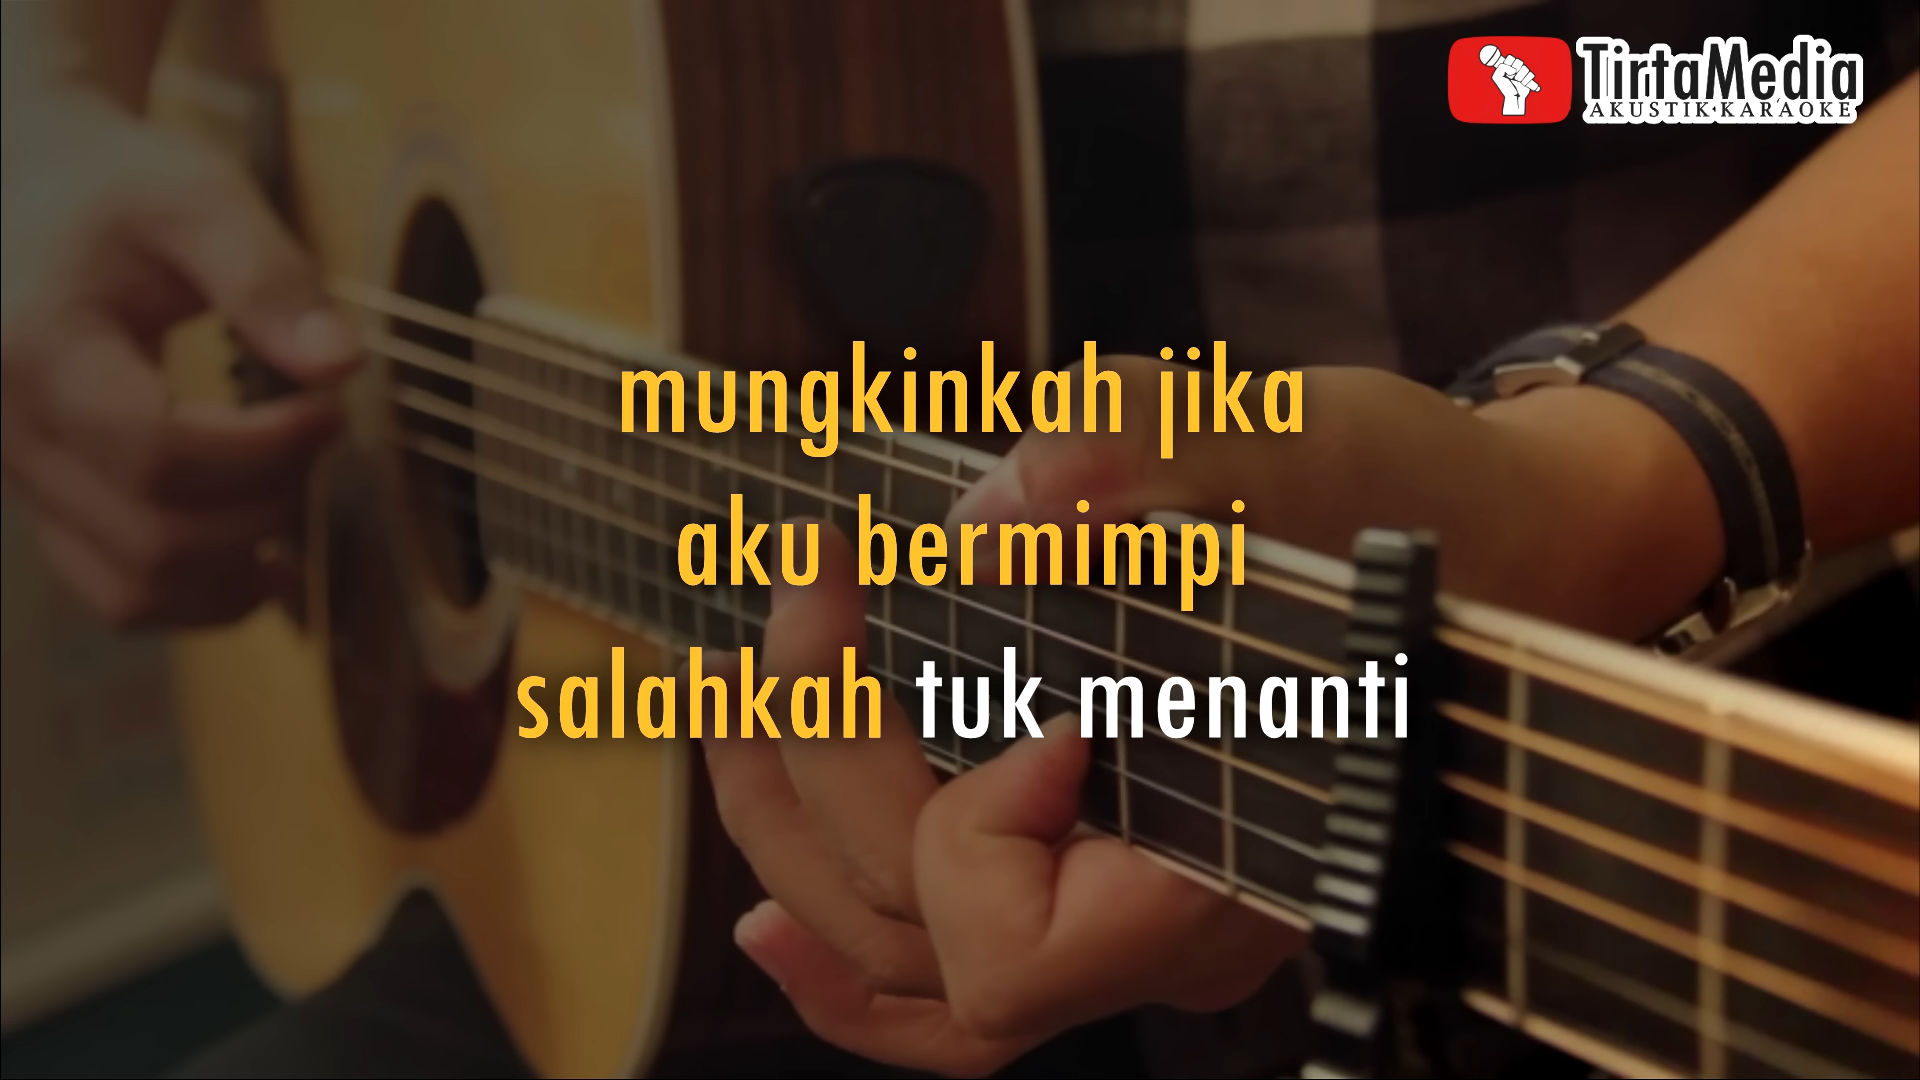 TirtaMedia
AKUSTIK KARAOKE
mungkinkah jika
aku bermimpi
salahkah tuk menanti